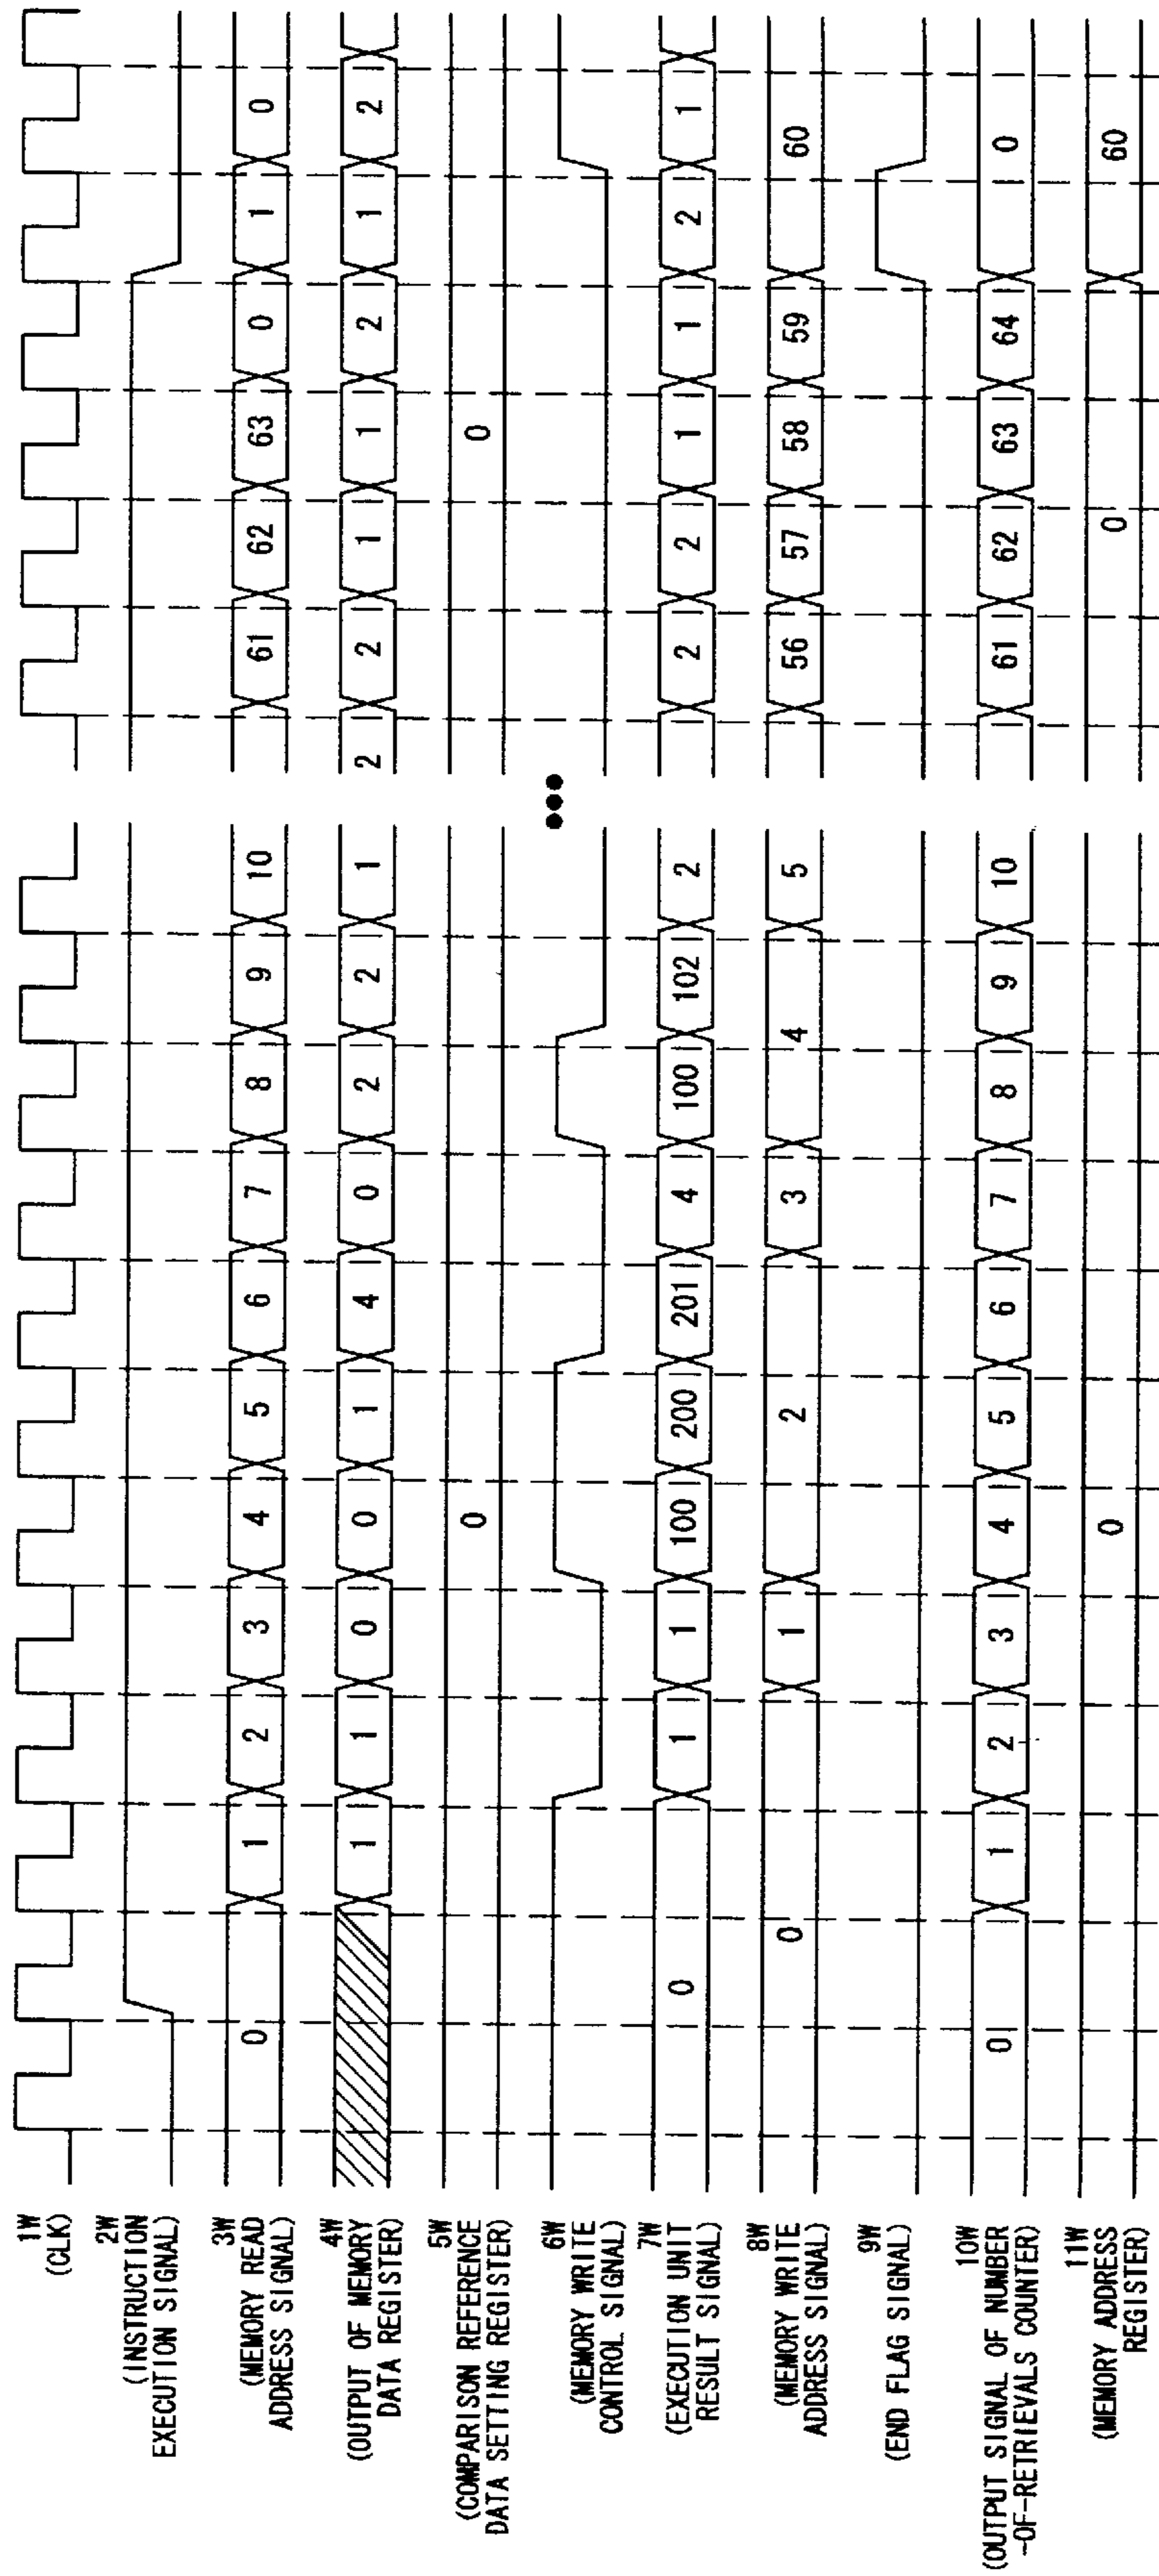 1W
(CLK)
2W
(INSTRUCTION
EXECUTION SIGNAL)
3W
(MEMORY READ
ADDRESS SIGNAL)
0 1 2 3 4 5 6 7 8 9 10 61 62 63 0 1 0
4W
(OUTPUT OF MEMORY
DATA REGISTER)
1 1 0 0 1 4 0 2 2 1 2 2 1 1 2 1 2
5W
(COMPARISON REFERENCE
DATA SETTING REGISTER)
0 0
6W
(MEMORY WRITE
CONTROL SIGNAL)
•••
7W
(EXECUTION UNIT
RESULT SIGNAL)
0 1 1 100 200 201 4 100 102 2 2 2 1 1 2 1
8W
(MEMORY WRITE
ADDRESS SIGNAL)
0 1 2 3 4 5 56 57 58 59 60
9W
(END FLAG SIGNAL)
10W
(OUTPUT SIGNAL OF NUMBER
-OF-RETRIEVALS COUNTER)
0 1 2 3 4 5 6 7 8 9 10 61 62 63 64 0
11W
(MEMORY ADDRESS
REGISTER)
0 0 60